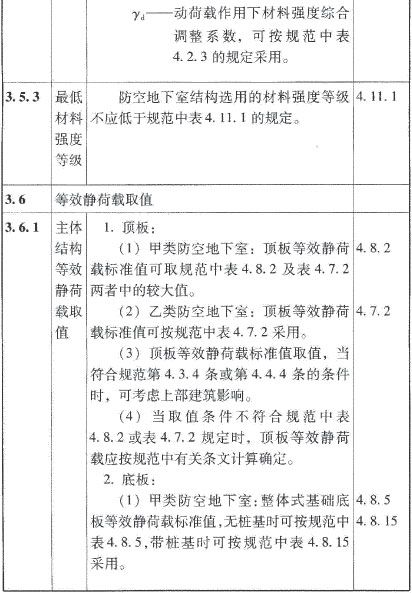 γd——动荷载作用下材料强度综合
调整系数，可按规范中表
4.2.3 的规定采用。
3.5.3 最低 防空地下室结构选用的材料强度等级 4.11.1
材料 不应低于规范中表 4.11.1 的规定。
强度
等级
3.6 等效静荷载取值
3.6.1 主体 1. 顶板：
结构 （1）甲类防空地下室：顶板等效静荷 4.8.2
等效 载标准值可取规范中表 4.8.2 及表 4.7.2
静荷 两者中的较大值。
载取 （2）乙类防空地下室：顶板等效静荷 4.7.2
值 载标准值可按规范中表 4.7.2 采用。
（3）顶板等效静荷载标准值取值，当
符合规范第 4.3.4 条或第 4.4.4 条的条件
时，可考虑上部建筑影响。
（4）当取值条件不符合规范中表
4.8.2 或表 4.7.2 规定时，顶板等效静荷
载应按规范中有关条文计算确定。
2. 底板：
（1）甲类防空地下室：整体式基础底 4.8.5
板等效静荷载标准值，无桩基时可按规范中 4.8.15
表 4.8.5，带桩基时可按规范中表 4.8.15
采用。